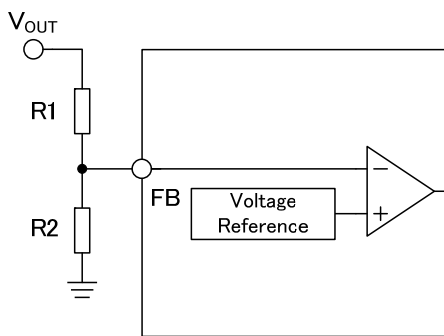 VOUT
R1
FB
R2
Voltage
Reference
−
+